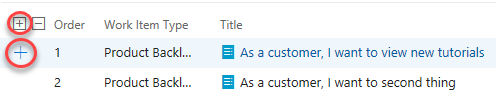 Order Work Item Type Title
1 Product Backl... As a customer, I want to view new tutorials
2 Product Backl... As a customer, I want to second thing